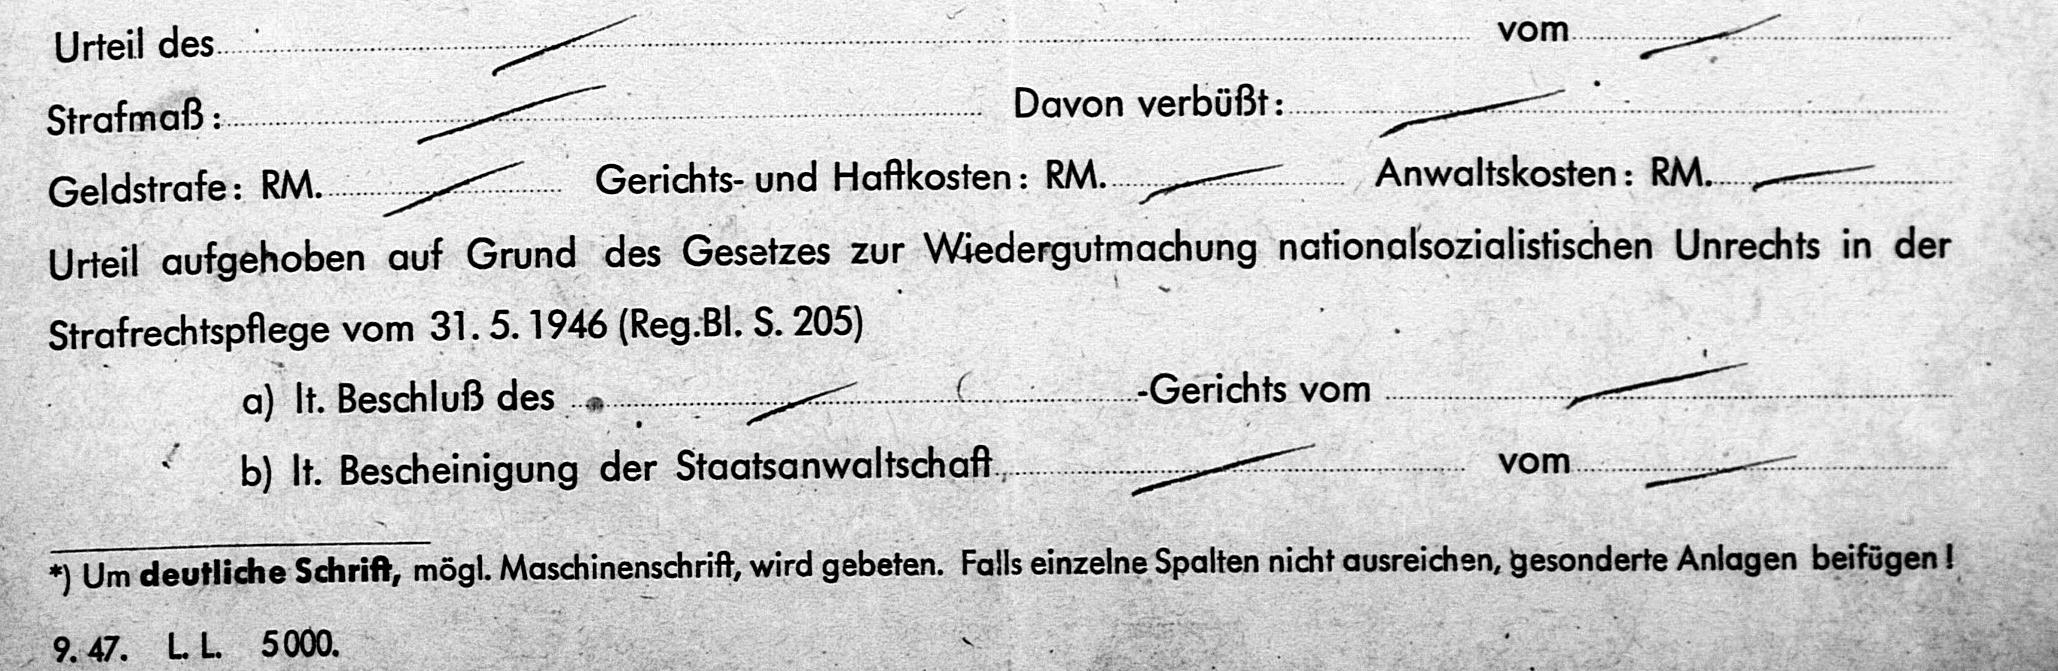 Urteil des vom
Strafmaß: Davon verbüßt:
Geldstrafe: RM. Gerichts- und Haftkosten: RM. Anwaltskosten: RM.
Urteil aufgehoben auf Grund des Gesetzes zur Wiedergutmachung nationalsozialistischen Unrechts in der
Strafrechtspflege vom 31. 5. 1946 (Reg.Bl. S. 205)
a) lt. Beschluß des -Gerichts vom
b) lt. Bescheinigung der Staatsanwaltschaft vom
*) Um deutliche Schrift, mögl. Maschinenschrift, wird gebeten. Falls einzelne Spalten nicht ausreichen, gesonderte Anlagen beifügen!
9. 47. L. L. 5000.